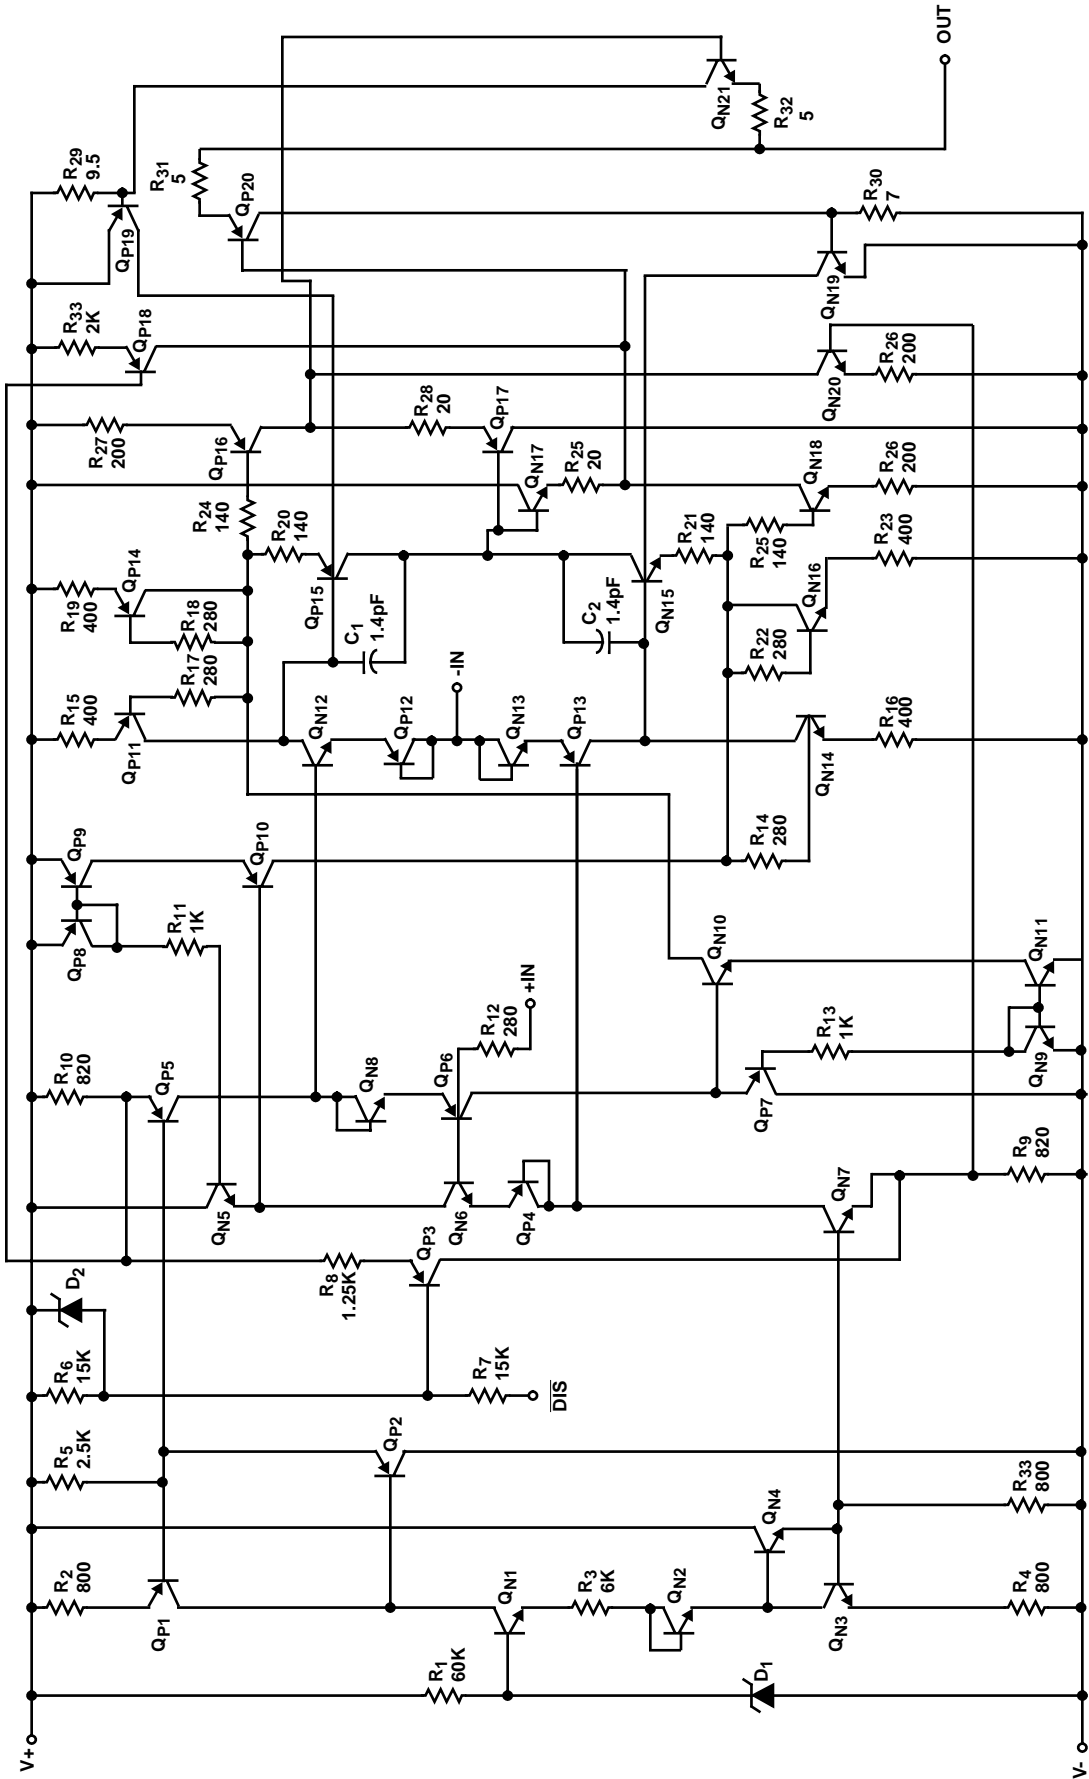 V+
V-
R1
60K
D1
R2
800
QP1
QN1
R3
6K
QN2
QN3
R4
800
R5
2.5K
QP2
QN4
R33
800
R6
15K
D2
R7
15K
DIS
R8
1.25K
QP3
QN5
QN6
QP4
QN7
R9
820
R10
820
QP5
QN8
QP6
R12
280
+IN
QP7
R13
1K
QN9
QN11
QP8
QP9
R11
1K
QN10
QP10
R14
280
R15
400
QP11
R17
280
R18
280
R19
400
QP14
QN12
QP12
-IN
QN13
QP13
QN14
R16
400
C1
1.4pF
C2
1.4pF
R24
140
R20
140
QP15
QN15
R21
140
R22
280
QN16
R25
140
R23
400
R27
200
QP16
R28
20
QP17
QN17
R25
20
QN18
R26
200
R33
2K
QP18
QN20
R26
200
QP19
R29
9.5
R31
5
QP20
QN19
R30
7
QN21
R32
5
OUT